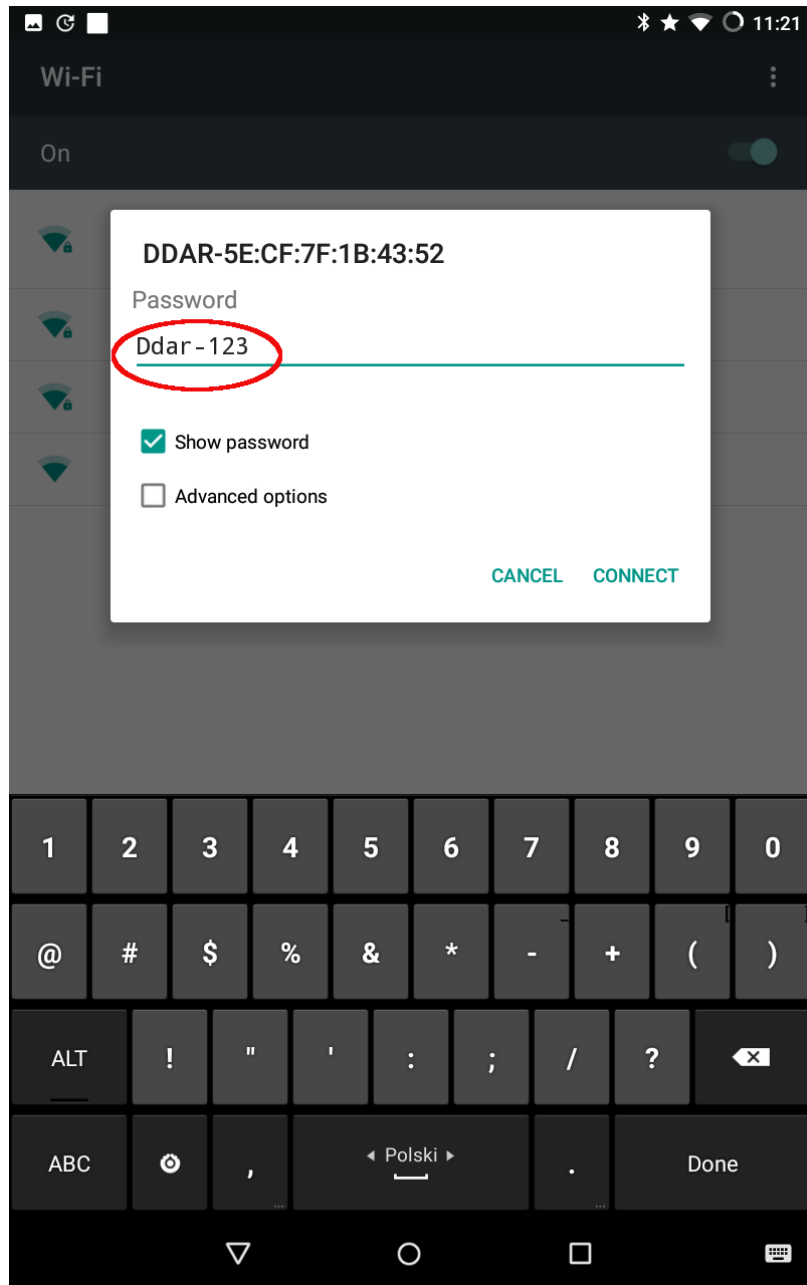 11:21
Wi-Fi
On
DDAR-5E:CF:7F:1B:43:52
Password
Ddar-123
Show password
Advanced options
CANCEL CONNECT
1 2 3 4 5 6 7 8 9 0
@ # $ % & * - _ + ( [ ) ]
ALT ! " ' : ; / ?
ABC , ... Polski . ... Done